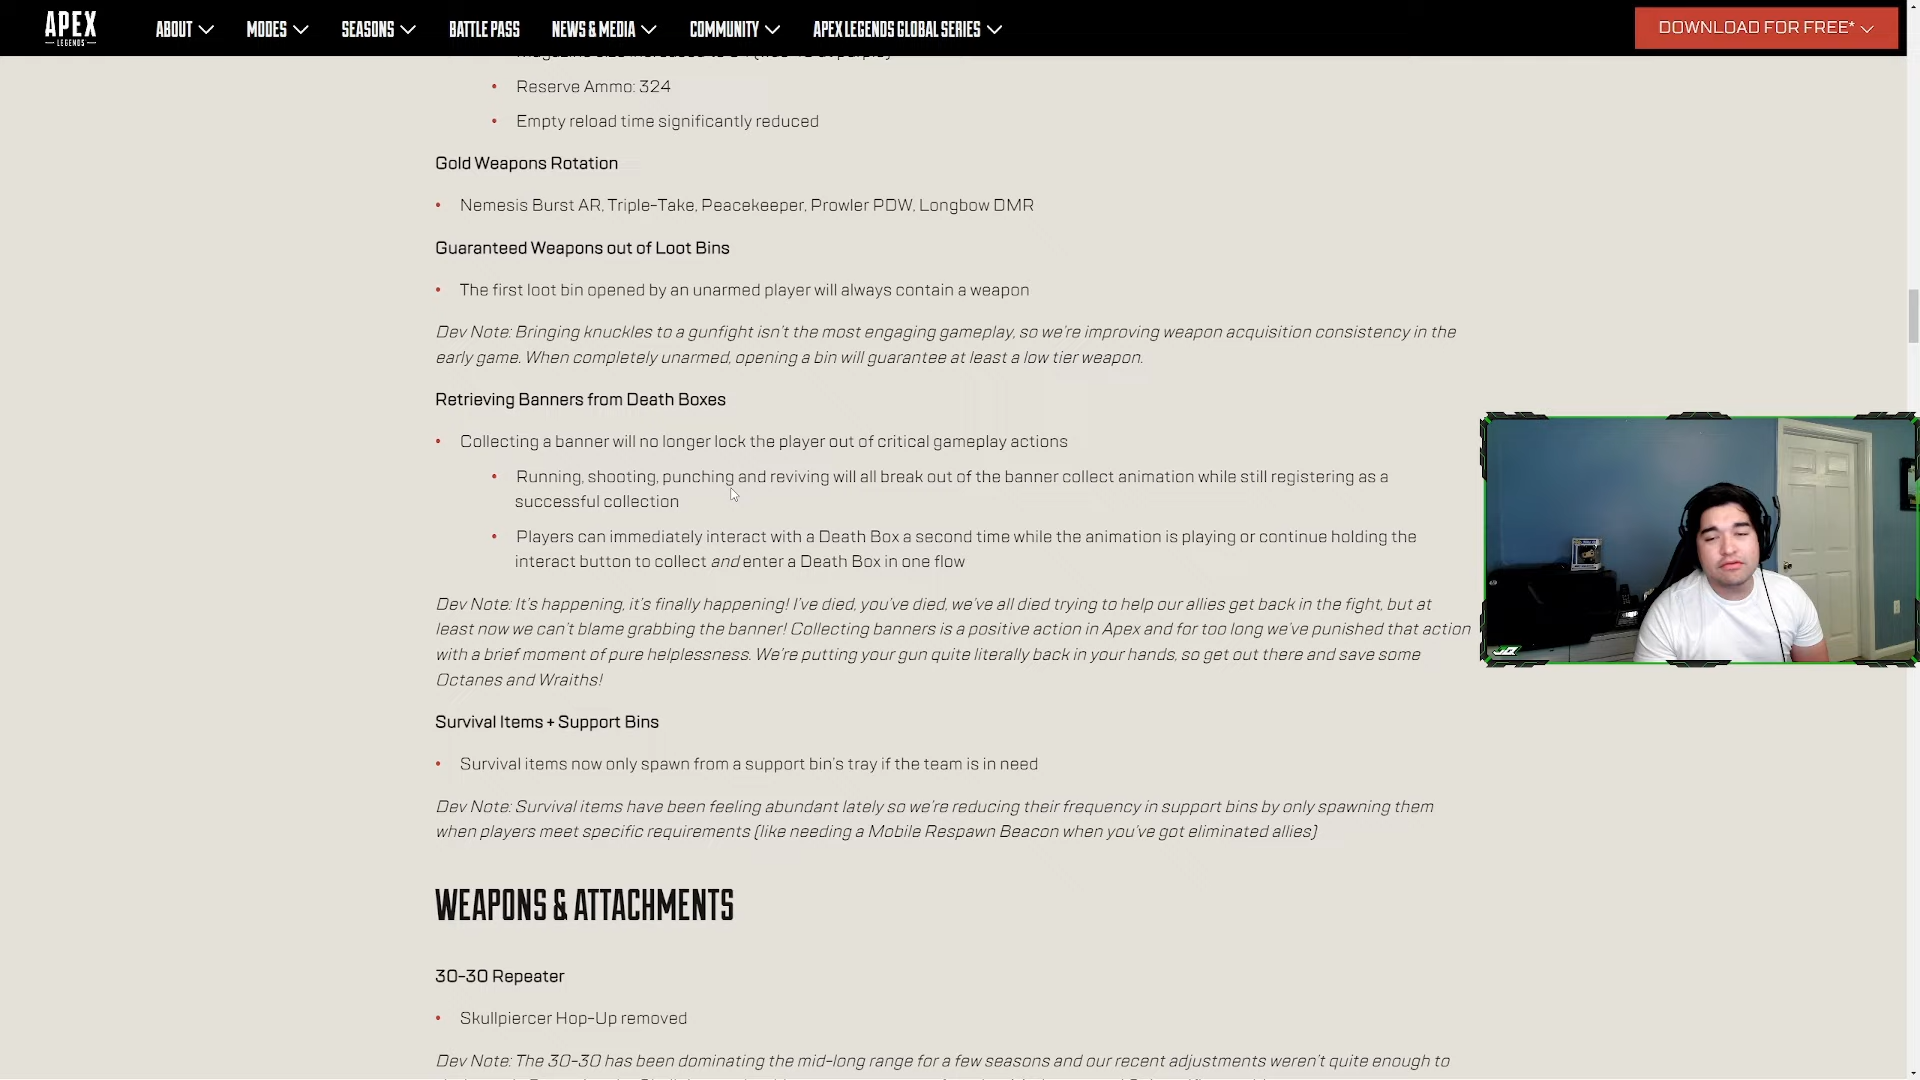 APEX
LEGENDS
ABOUT MODES SEASONS BATTLE PASS NEWS & MEDIA COMMUNITY APEX LEGENDS GLOBAL SERIES
DOWNLOAD FOR FREE*
Reserve Ammo: 324
Empty reload time significantly reduced
Gold Weapons Rotation
Nemesis Burst AR, Triple-Take, Peacekeeper, Prowler PDW, Longbow DMR
Guaranteed Weapons out of Loot Bins
The first loot bin opened by an unarmed player will always contain a weapon
Dev Note: Bringing knuckles to a gunfight isn't the most engaging gameplay, so we're improving weapon acquisition consistency in the
early game. When completely unarmed, opening a bin will guarantee at least a low tier weapon.
Retrieving Banners from Death Boxes
Collecting a banner will no longer lock the player out of critical gameplay actions
Running, shooting, punching and reviving will all break out of the banner collect animation while still registering as a
successful collection
Players can immediately interact with a Death Box a second time while the animation is playing or continue holding the
interact button to collect and enter a Death Box in one flow
Dev Note: It's happening, it's finally happening! I've died, you've died, we've all died trying to help our allies get back in the fight, but at
least now we can't blame grabbing the banner! Collecting banners is a positive action in Apex and for too long we've punished that action
with a brief moment of pure helplessness. We're putting your gun quite literally back in your hands, so get out there and save some
Octanes and Wraiths!
Survival Items + Support Bins
Survival items now only spawn from a support bin's tray if the team is in need
Dev Note: Survival items have been feeling abundant lately so we're reducing their frequency in support bins by only spawning them
when players meet specific requirements (like needing a Mobile Respawn Beacon when you've got eliminated allies)
WEAPONS & ATTACHMENTS
30-30 Repeater
Skullpiercer Hop-Up removed
Dev Note: The 30-30 has been dominating the mid-long range for a few seasons and our recent adjustments weren't quite enough to